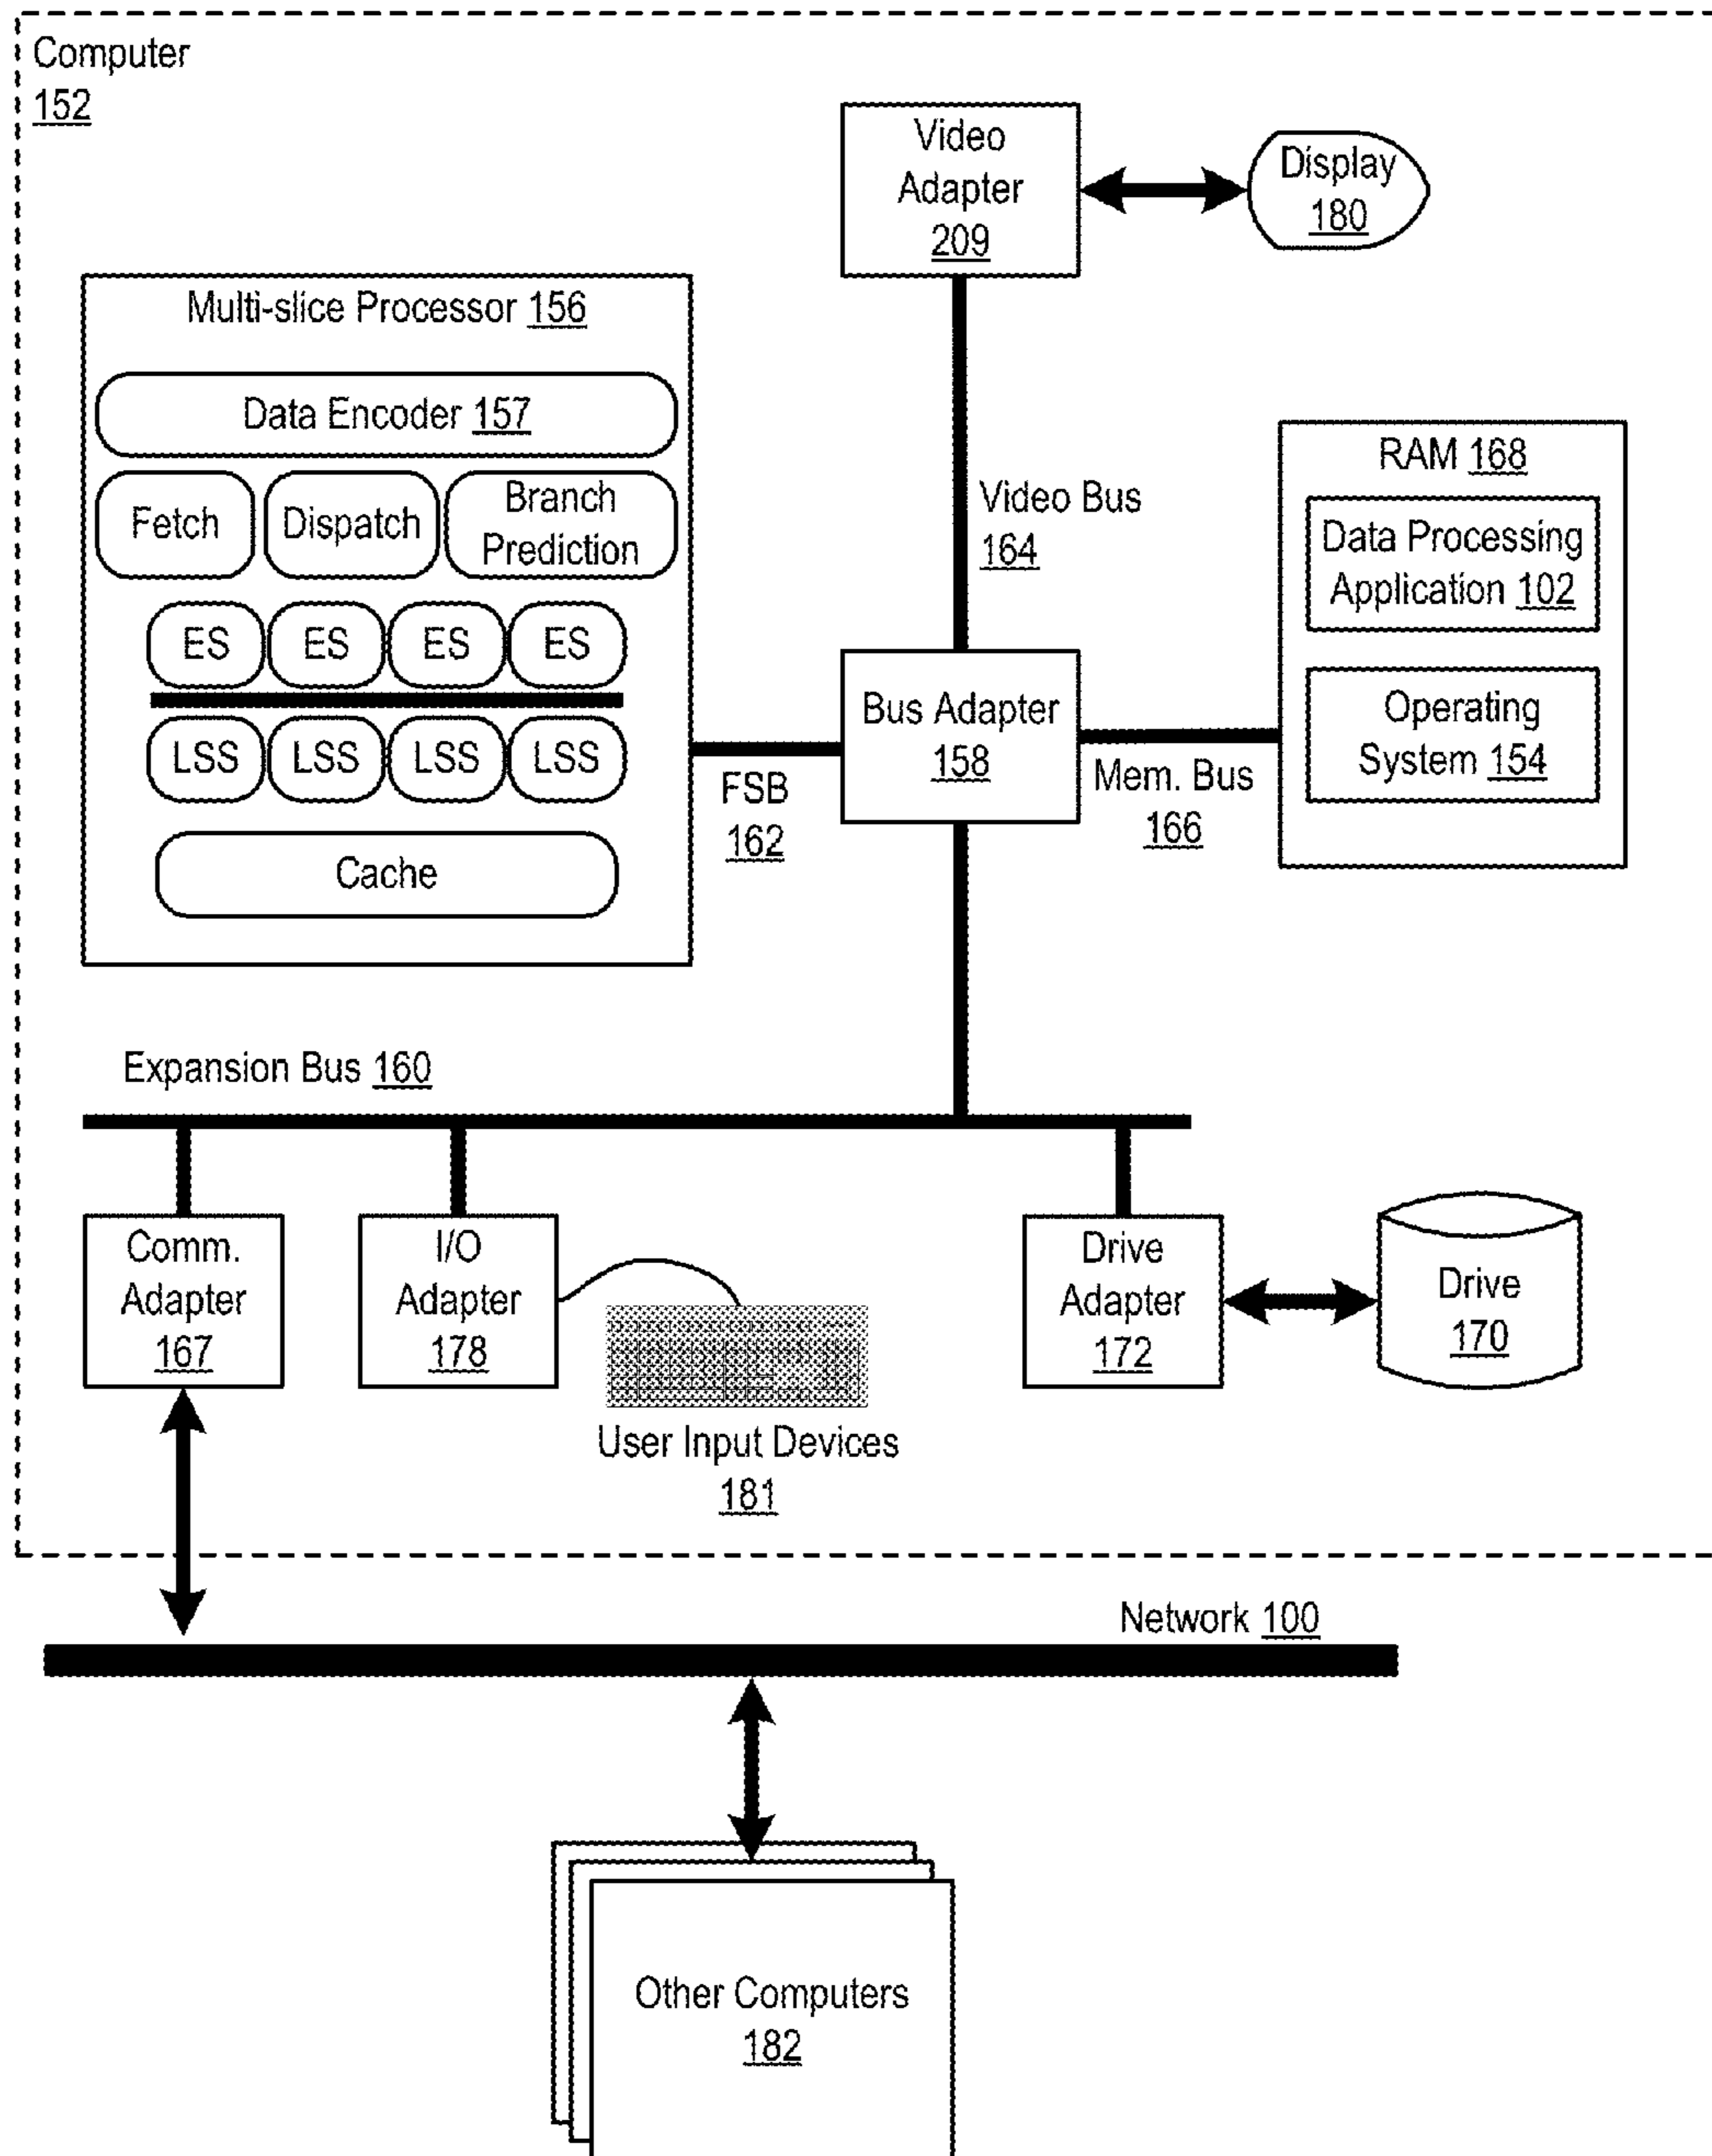 Computer
152
Video
Adapter
209
Display
180
Multi-slice Processor 156
Data Encoder 157
Fetch
Dispatch
Branch
Prediction
ES
ES
ES
ES
LSS
LSS
LSS
LSS
Cache
Video Bus
164
RAM 168
Data Processing
Application 102
Operating
System 154
Bus Adapter
158
FSB
162
Mem. Bus
166
Expansion Bus 160
Comm.
Adapter
167
I/O
Adapter
178
User Input Devices
181
Drive
Adapter
172
Drive
170
Network 100
Other Computers
182